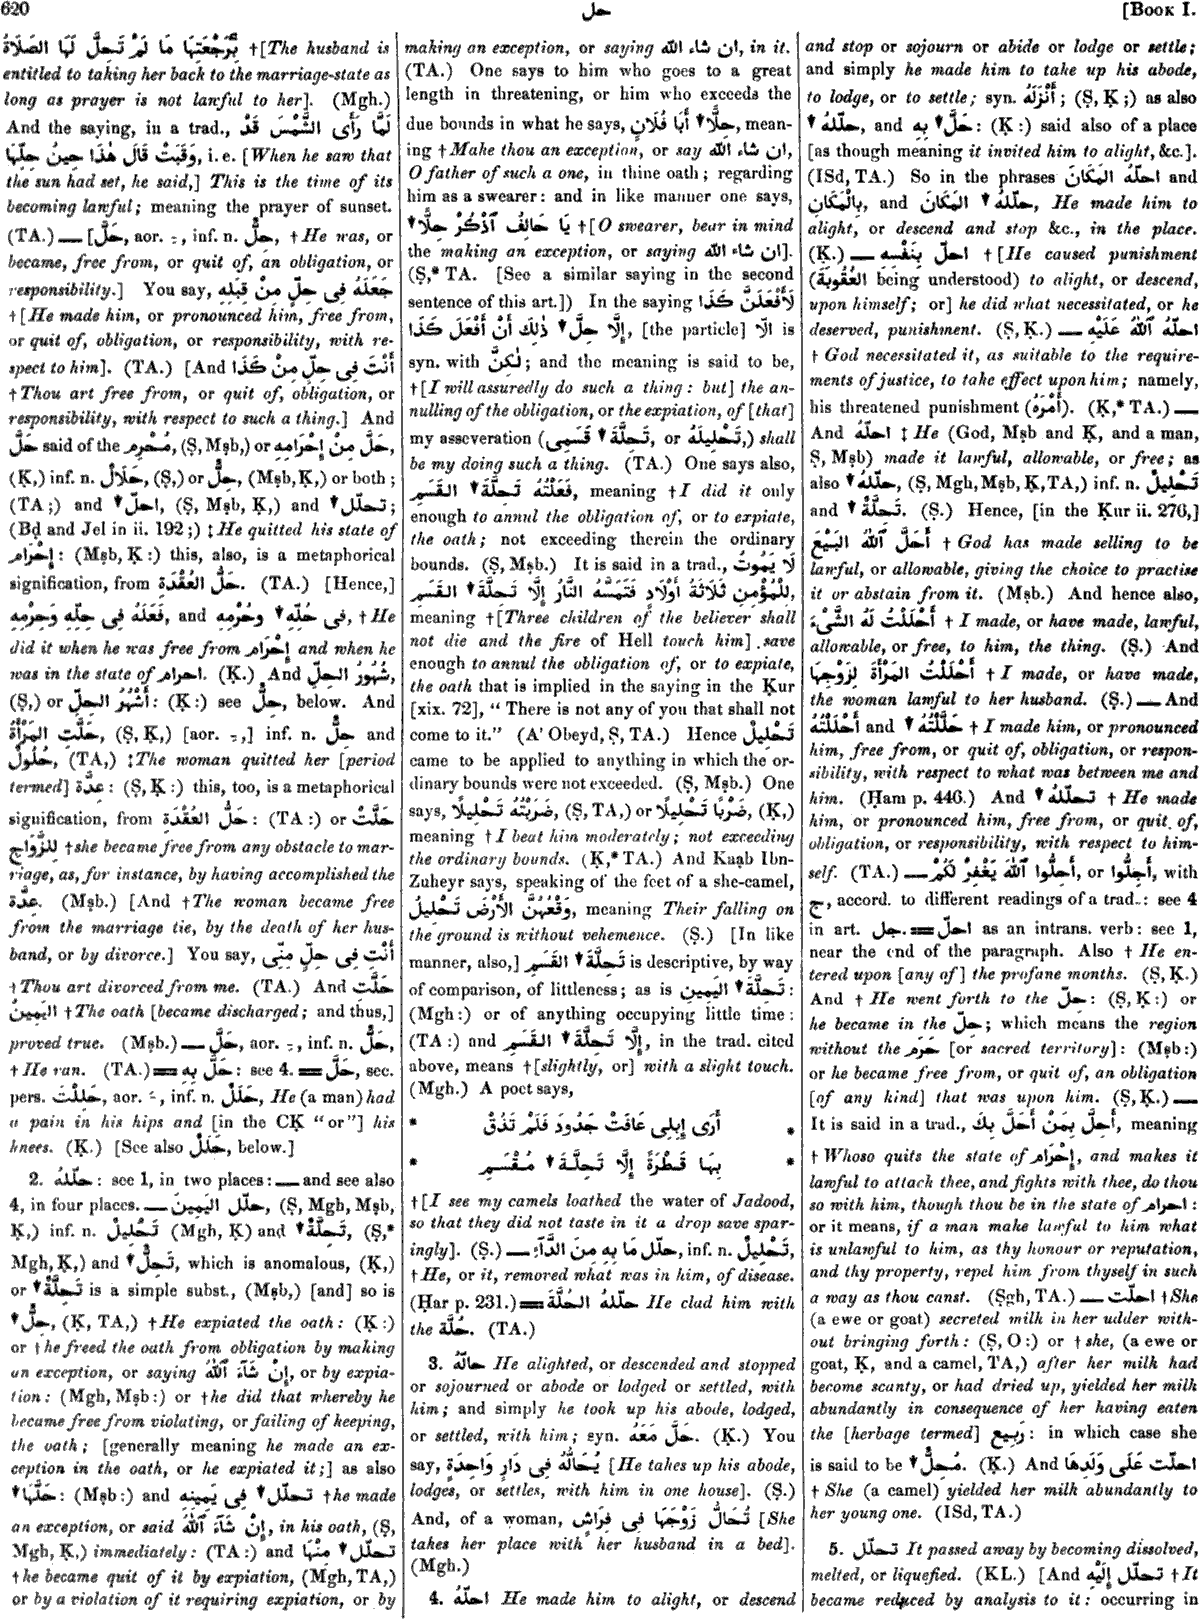 620
حل
[BOOK I.
بِرَجْعَتِهَا مَا لَمْ تَحِلَّ لَهَا الصَّلَاةُ †[The husband is
entitled to taking her back to the marriage-state as
long as prayer is not lawful to her]. (Mgh.)
And the saying, in a trad., لَمَّا رَأَى الشَّمْسَ قَدْ
وَقَبَتْ قَالَ هٰذَا حِينُ حِلِّهَا, i. e. [When he saw that
the sun had set, he said,] This is the time of its
becoming lawful; meaning the prayer of sunset.
(TA.) — [حَلَّ, aor. ـِ, inf. n. حِلٌّ, † He was, or
became, free from, or quit of, an obligation, or
responsibility.] You say, جَعَلَهُ فِى حِلٍّ مِنْ قِبَلِهِ
†[He made him, or pronounced him, free from,
or quit of, obligation, or responsibility, with re-
spect to him]. (TA.) [And أَنْتَ فِى حِلٍّ مِنْ كَذَا
† Thou art free from, or quit of, obligation, or
responsibility, with respect to such a thing.] And
حَلَّ said of the مُحْرِم, (Ṣ, Mṣb,) or حَلَّ مِنْ إِحْرَامِهِ,
(Ḳ,) inf. n. حَلَالٌ, (Ṣ,) or حِلٌّ, (Mṣb, Ḳ,) or both;
(TA;) and ▼ احلّ, (Ṣ, Mṣb, Ḳ,) and ▼ تحلّل;
(Bḍ and Jel in ii. 192;) ‡ He quitted his state of
إِحْرَام: (Mṣb, Ḳ:) this, also, is a metaphorical
signification, from حَلُّ العُقْدَةِ. (TA.) [Hence,]
فَعَلَهُ فِى حِلِّهِ وَحِرْمِهِ, and فِى ▼ حُلِّهِ وَحُرْمِهِ, † He
did it when he was free from إِحْرَام and when he
was in the state of احرام. (Ḳ.) And شُهُورُ الحِلِّ,
(Ṣ,) or أَشْهُرُ الحِلِّ: (Ḳ:) see حِلٌّ, below. And
حَلَّتِ المَرْأَةُ, (Ṣ, Ḳ,) [aor. ـِ,] inf. n. حِلٌّ and
حُلُولٌ, (TA,) ‡ The woman quitted her [period
termed] عِدَّة: (Ṣ, Ḳ:) this, too, is a metaphorical
signification, from حَلُّ العُقْدَةِ: (TA:) or حَلَّتْ
لِلزَّوَاجِ † she became free from any obstacle to mar-
riage, as, for instance, by having accomplished the
عِدَّة. (Mṣb.) [And † The woman became free
from the marriage tie, by the death of her hus-
band, or by divorce.] You say, أَنْتِ فِى حِلٍّ مِنِّى
† Thou art divorced from me. (TA.) And حَلَّتِ
اليَمِينُ † The oath [became discharged; and thus,]
proved true. (Mṣb.) — حَلَّ, aor. ـِ, inf. n. حِلٌّ,
† He ran. (TA.) = حَلَّ بِهِ: see 4. = حَلَّ, sec.
pers. حَلِلْتَ, aor. ـَ, inf. n. حَلَلٌ, He (a man) had
a pain in his hips and [in the CḲ "or"] his
knees. (Ḳ.) [See also حَلَلٌ, below.]
2. حلّلهُ: see 1, in two places: — and see also
4, in four places. — حلّل اليَمِينَ, (Ṣ, Mgh, Mṣb,
Ḳ,) inf. n. تَحْلِيلٌ (Mgh, Ḳ) and ▼ تَحِلَّةٌ, (Ṣ,*
Mgh, Ḳ,) and ▼ تَحِلٌّ, which is anomalous, (Ḳ,)
or ▼ تَحِلَّةٌ is a simple subst., (Mṣb,) [and] so is
▼ حِلٌّ, (Ḳ, TA,) † He expiated the oath: (Ḳ:)
or † he freed the oath from obligation by making
an exception, or saying إِنْ شَآءَ ٱللّٰهُ, or by expia-
tion: (Mgh, Mṣb:) or † he did that whereby he
became free from violating, or failing of keeping,
the oath; [generally meaning he made an ex-
ception in the oath, or he expiated it;] as also
▼ حَلَّهَا: (Mṣb:) and ▼ تحلّل فِى يَمِينِهِ † he made
an exception, or said إِنْ شَآءَ ٱللّٰهُ, in his oath, (Ṣ,
Mgh, Ḳ,) immediately: (TA:) and ▼ تحلّل مِنْهَا
† he became quit of it by expiation, (Mgh, TA,)
or by a violation of it requiring expiation, or by
making an exception, or saying ان شاء الله, in it.
(TA.) One says to him who goes to a great
length in threatening, or him who exceeds the
due bounds in what he says, ▼ حِلًّا أَبَا فُلَانٍ, mean-
ing † Make thou an exception, or say ان شاء الله,
O father of such a one, in thine oath; regarding
him as a swearer: and in like manner one says,
▼ يَا حَالِفُ ٱذْكُرْ حِلًّا †[O swearer, bear in mind
the making an exception, or saying ان شاء الله].
(Ṣ,* TA. [See a similar saying in the second
sentence of this art.]) In the saying لَأَفْعَلَنَّ كَذَا
إِلَّا ▼ حِلُّ ذٰلِكَ أَنْ أَفْعَلَ كَذَا, [the particle] الّا is
syn. with لٰكِنَّ; and the meaning is said to be,
†[I will assuredly do such a thing: but] the an-
nulling of the obligation, or the expiation, of [that]
my asseveration (▼ تَحِلَّةُ قَسَمِى, or تَحْلِيلُهُ,) shall
be my doing such a thing. (TA.) One says also,
فَعَلْتُهُ ▼ تَحِلَّةَ القَسَمِ, meaning † I did it only
enough to annul the obligation of, or to expiate,
the oath; not exceeding therein the ordinary
bounds. (Ṣ, Mṣb.) It is said in a trad., لَا يَمُوتُ
لِلْمُؤْمِنِ ثَلَاثَةُ أَوْلَادٍ فَتَمَسَّهُ النَّارُ إِلَّا ▼ تَحِلَّةَ القَسَمِ,
meaning †[Three children of the believer shall
not die and the fire of Hell touch him] save
enough to annul the obligation of, or to expiate,
the oath that is implied in the saying in the Ḳur
[xix. 72], "There is not any of you that shall not
come to it." (A'Obeyd, Ṣ, TA.) Hence تَحْلِيلٌ
came to be applied to anything in which the or-
dinary bounds were not exceeded. (Ṣ, Mṣb.) One
says, ضَرَبْتُهُ تَحْلِيلًا, (Ṣ, TA,) or ضَرْبًا تَحْلِيلًا, (Ḳ,)
meaning † I beat him moderately; not exceeding
the ordinary bounds. (Ḳ,* TA.) And Kaạb Ibn-
Zuheyr says, speaking of the feet of a she-camel,
وَقْعُهُنَّ الأَرْضَ تَحْلِيلُ, meaning Their falling on
the ground is without vehemence. (Ṣ.) [In like
manner, also,] ▼ تَحِلَّةَ القَسَمِ is descriptive, by way
of comparison, of littleness; as is ▼ تَحِلَّةَ اليَمِينِ:
(Mgh:) or of anything occupying little time:
(TA:) and إِلَّا ▼ تَحِلَّةَ القَسَمِ, in the trad. cited
above, means †[slightly, or] with a slight touch.
(Mgh.) A poet says,
* أَرَى إِبِلِى عَافَتْ جَدُودَ فَلَمْ تَذُقْ *
* بِهَا قَطْرَةً إِلَّا ▼ تَحِلَّةَ مُقْسِمِ *
†[I see my camels loathed the water of Jadood,
so that they did not taste in it a drop save spar-
ingly]. (Ṣ.) — حلّل مَا بِهِ مِنَ الدَّآءِ, inf. n. تَحْلِيلٌ,
† He, or it, removed what was in him, of disease.
(Ḥar p. 231.) = حلّلهُ الحُلَّةَ He clad him with
the حُلَّة. (TA.)
3. حالّهُ He alighted, or descended and stopped
or sojourned or abode or lodged or settled, with
him; and simply he took up his abode, lodged,
or settled, with him; syn. حَلَّ مَعَهُ. (Ḳ.) You
say, يُحَالُّهُ فِى دَارٍ وَاحِدَةٍ [He takes up his abode,
lodges, or settles, with him in one house]. (Ṣ.)
And, of a woman, تُحَالُّ زَوْجَهَا فِى فِرَاشٍ [She
takes her place with her husband in a bed].
(Mgh.)
4. احلّهُ He made him to alight, or descend
and stop or sojourn or abide or lodge or settle;
and simply he made him to take up his abode,
to lodge, or to settle; syn. أَنْزَلَهُ; (Ṣ, Ḳ;) as also
▼ حلّلهُ, and ▼ حَلَّ بِهِ: (Ḳ:) said also of a place
[as though meaning it invited him to alight, &c.].
(ISd, TA.) So in the phrases احلّهُ المَكَانَ and
بِالْمَكَانِ, and ▼ حلّلهُ المَكَانَ, He made him to
alight, or descend and stop &c., in the place.
(Ḳ.) — احلّ بِنَفْسِهِ † [He caused punishment
(العُقُوبَةَ being understood) to alight, or descend,
upon himself; or] he did what necessitated, or he
deserved, punishment. (Ṣ, Ḳ.) — احلّهُ ٱللّٰهُ عَلَيْهِ
† God necessitated it, as suitable to the require-
ments of justice, to take effect upon him; namely,
his threatened punishment (أَمْرَهُ). (Ḳ,* TA.) —
And احلّهُ ‡ He (God, Mṣb and Ḳ, and a man,
Ṣ, Mṣb) made it lawful, allowable, or free; as
also ▼ حلّلهُ, (Ṣ, Mgh, Mṣb, Ḳ, TA,) inf. n. تَحْلِيلٌ
and ▼ تَحِلَّةٌ. (Ṣ.) Hence, [in the Ḳur ii. 276,]
أَحَلَّ ٱللّٰهُ البَيْعَ † God has made selling to be
lawful, or allowable, giving the choice to practise
it or abstain from it. (Mṣb.) And hence also,
أَحْلَلْتُ لَهُ الشَّىْءَ † I made, or have made, lawful,
allowable, or free, to him, the thing. (Ṣ.) And
أَحْلَلْتُ المَرْأَةَ لِزَوْجِهَا † I made, or have made,
the woman lawful to her husband. (Ṣ.) — And
أَحْلَلْتُهُ and ▼ حَلَّلْتُهُ † I made him, or pronounced
him, free from, or quit of, obligation, or respon-
sibility, with respect to what was between me and
him. (Ḥam p. 446.) And ▼ تحلّلهُ † He made
him, or pronounced him, free from, or quit of,
obligation, or responsibility, with respect to him-
self. (TA.) — أَحِلُّوا ٱللّٰهَ يَغْفِرْ لَكُمْ, or أَجِلُّوا, with
ج, accord. to different readings of a trad.: see 4
in art. جل. = احلّ as an intrans. verb: see 1,
near the end of the paragraph. Also † He en-
tered upon [any of] the profane months. (Ṣ, Ḳ.)
And † He went forth to the حِلّ: (Ṣ, Ḳ:) or
he became in the حِلّ; which means the region
without the حَرَم [or sacred territory]: (Mṣb:)
or he became free from, or quit of, an obligation
[of any kind] that was upon him. (Ṣ, Ḳ.) —
It is said in a trad., أَحِلَّ بِمَنْ أَحَلَّ بِكَ, meaning
† Whoso quits the state of إِحْرَام, and makes it
lawful to attack thee, and fights with thee, do thou
so with him, though thou be in the state of احرام:
or it means, if a man make lawful to him what
is unlawful to him, as thy honour or reputation,
and thy property, repel him from thyself in such
a way as thou canst. (Ṣgh, TA.) — احلّت † She
(a ewe or goat) secreted milk in her udder with-
out bringing forth: (Ṣ, O:) or † she, (a ewe or
goat, Ḳ, and a camel, TA,) after her milk had
become scanty, or had dried up, yielded her milk
abundantly in consequence of her having eaten
the [herbage termed] رَبِيع: in which case she
is said to be ▼ مُحِلٌّ. (Ḳ.) And احلّت عَلَى وَلَدِهَا
† She (a camel) yielded her milk abundantly to
her young one. (ISd, TA.)
5. تحلّل It passed away by becoming dissolved,
melted, or liquefied. (KL.) [And تحلّل إِلَيْهِ † It
became reduced by analysis to it: occurring in